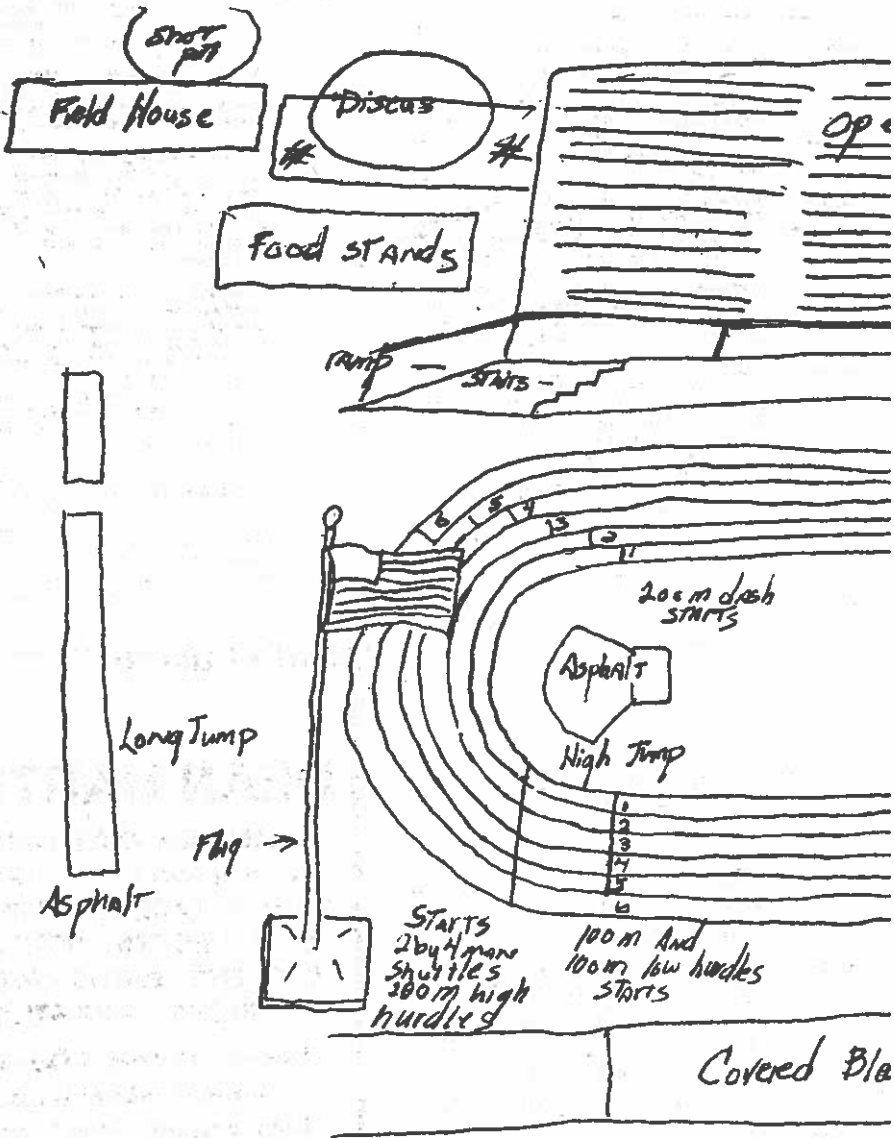 Shot
put
Field House
Discus
Food STANds
Op
ramp
STAirs
6
5
4
3
2
1
200m dash
STArTs
AsphAlT
High Jump
Long Jump
Flag
AsphAlT
1
2
3
4
5
6
STArTs
2 by 4 man
shuttles
100m high
hurdles
100m And
100m low hurdles
STArTs
Covered Ble